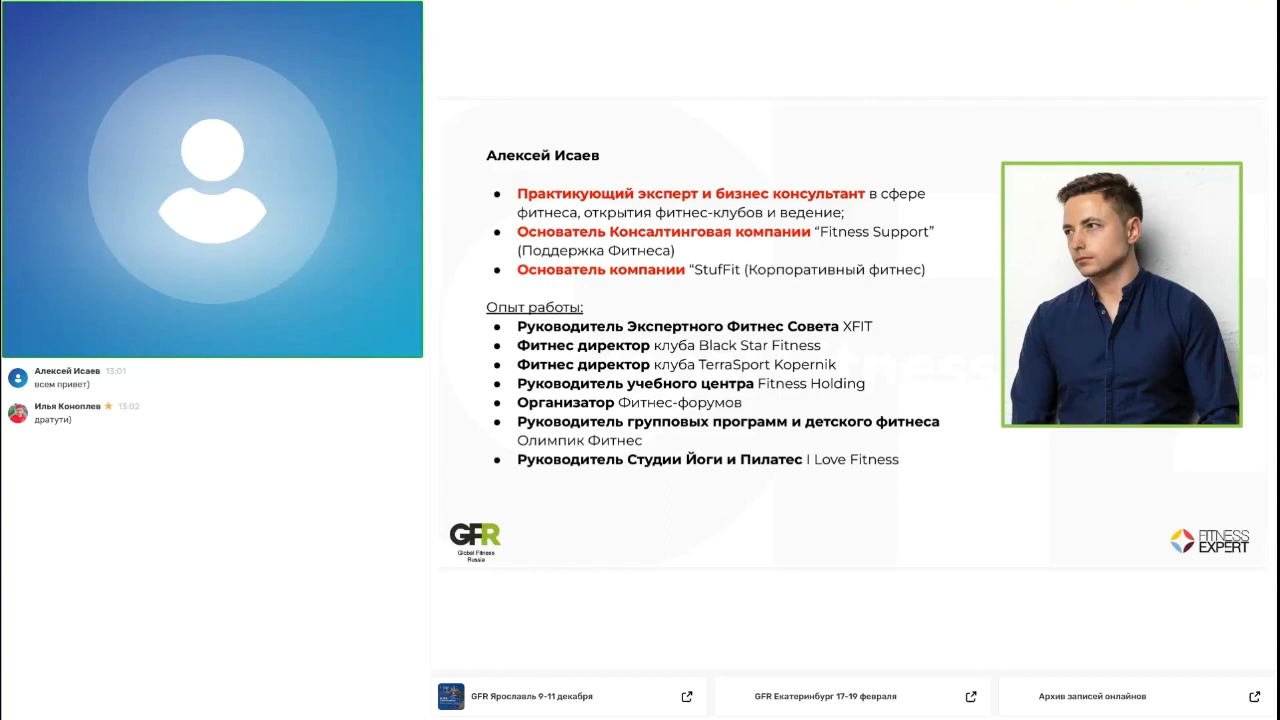 Алексей Исаев 13:01
всем привет)
Илья Коноплев 13:02
дратути)
Алексей Исаев
Практикующий эксперт и бизнес консультант в сфере
фитнеса, открытия фитнес-клубов и ведение;
Основатель Консалтинговая компании “Fitness Support”
(Поддержка Фитнеса)
Основатель компании “StufFit (Корпоративный фитнес)
Опыт работы:
Руководитель Экспертного Фитнес Совета XFIT
Фитнес директор клуба Black Star Fitness
Фитнес директор клуба TerraSport Kopernik
Руководитель учебного центра Fitness Holding
Организатор Фитнес-форумов
Руководитель групповых программ и детского фитнеса
Олимпик Фитнес
Руководитель Студии Йоги и Пилатес I Love Fitness
GFR
Global Fitness
Russia
FITNESS
EXPERT
GFR Ярославль 9-11 декабря
GFR Екатеринбург 17-19 февраля
Архив записей онлайнов